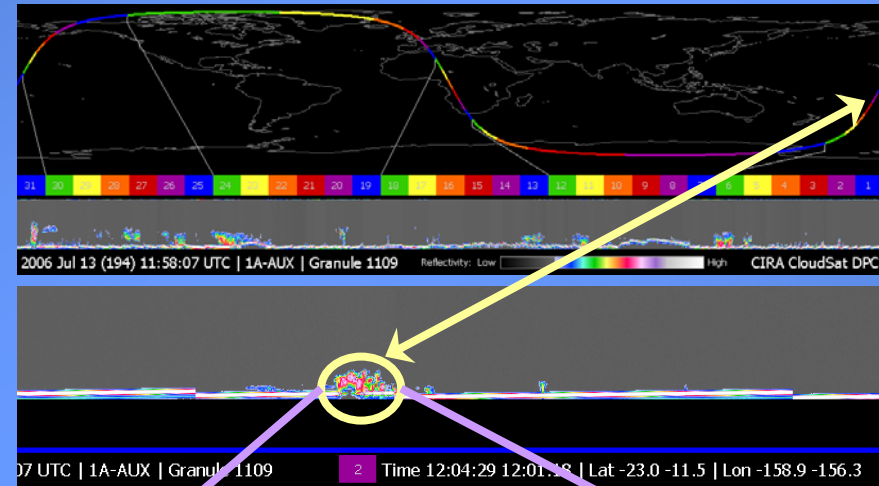 31 30 29 28 27 26 25 24 23 22 21 20 19 18 17 16 15 14 13 12 11 10 9 8 6 5 4 3 2 1
2006 Jul 13 (194) 11:58:07 UTC | 1A-AUX | Granule 1109 Reflectivity: Low High CIRA CloudSat DPC
07 UTC | 1A-AUX | Granule 1109 2 Time 12:04:29 12:01:18 | Lat -23.0 -11.5 | Lon -158.9 -156.3